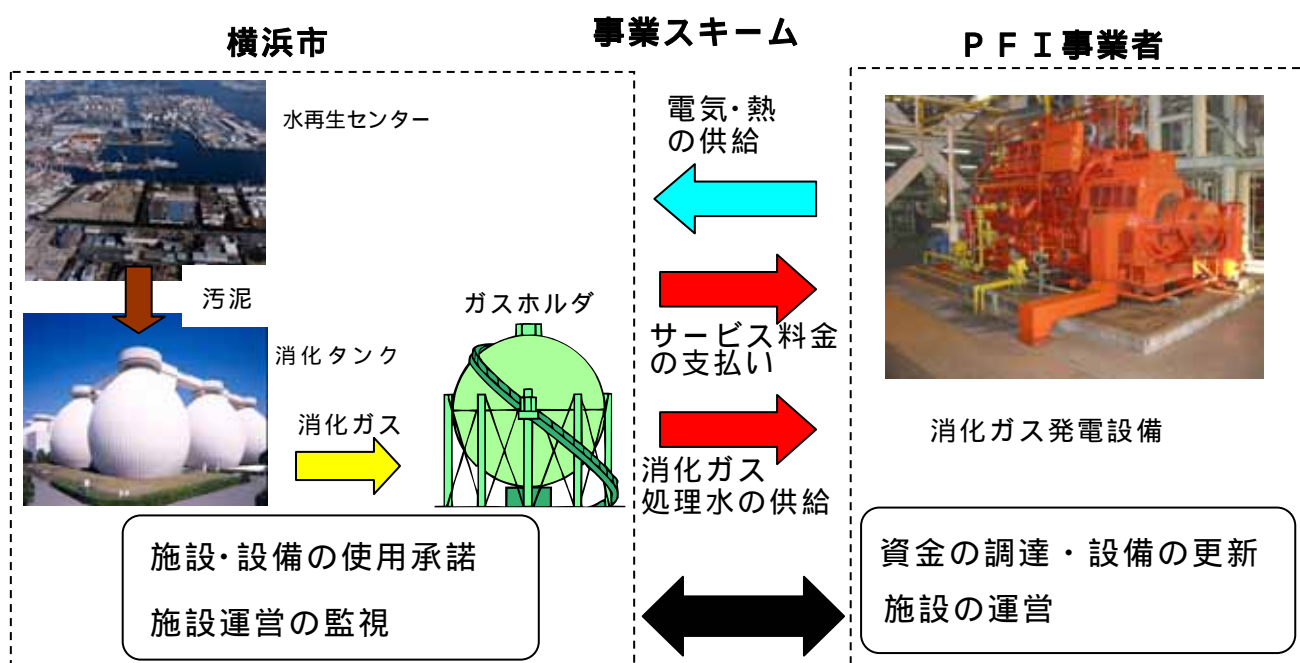 事業スキーム
横浜市
ＰＦＩ事業者
水再生センター
汚泥
消化タンク
消化ガス
ガスホルダ
電気・熱
の供給
サービス料金
の支払い
消化ガス
処理水の供給
消化ガス発電設備
施設・設備の使用承諾
施設運営の監視
資金の調達・設備の更新
施設の運営